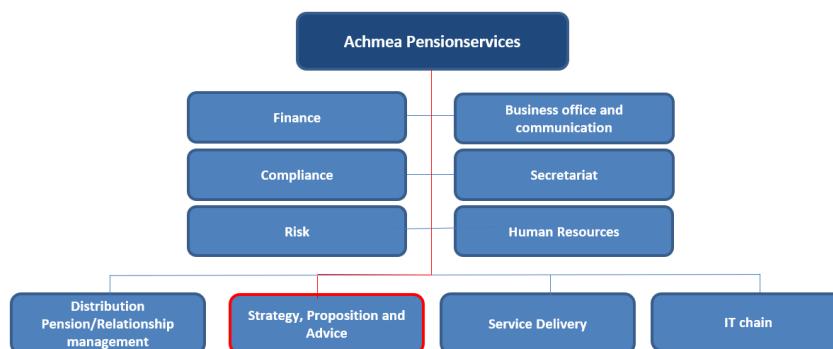 Achmea Pensionservices
Finance
Business office and
communication
Compliance
Secretariat
Risk
Human Resources
Distribution
Pension/Relationship
management
Strategy, Proposition and
Advice
Service Delivery
IT chain